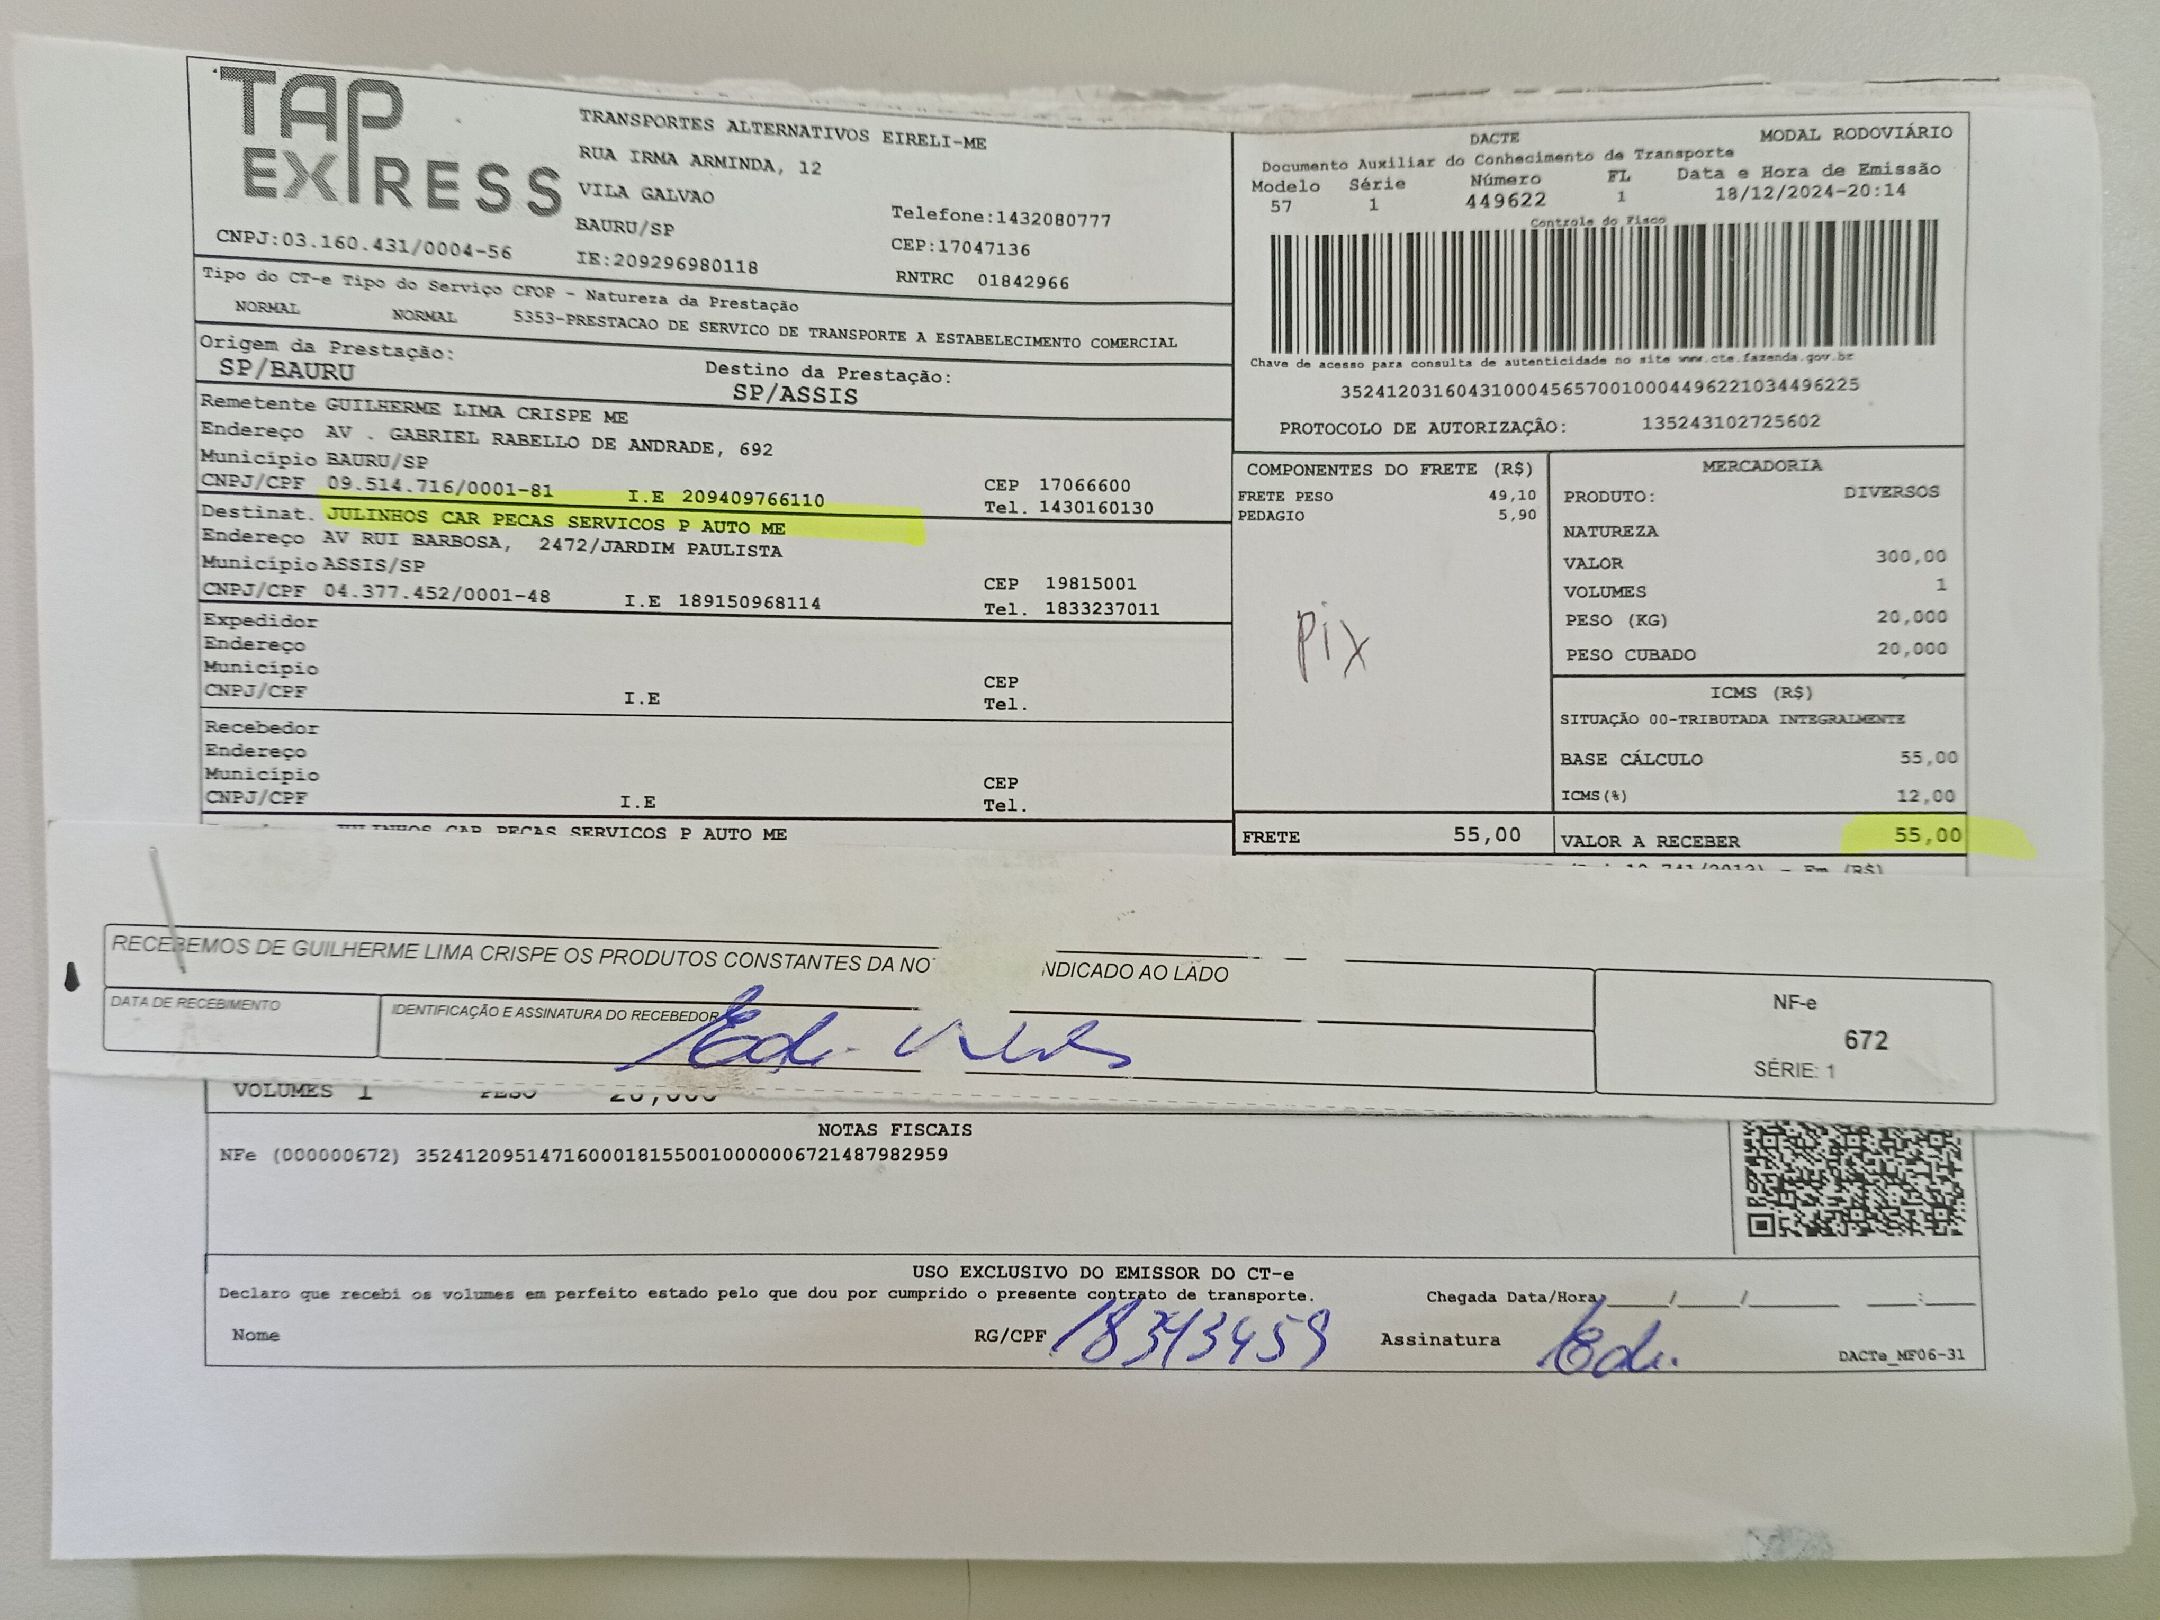 TAP
EXPRESS
TRANSPORTES ALTERNATIVOS EIRELI-ME
RUA IRMA ARMINDA, 12
VILA GALVAO
BAURU/SP
Telefone:1432080777
CNPJ:03.160.431/0004-56
IE:209296980118
CEP:17047136
RNTRC 01842966
Tipo do CT-e Tipo do Serviço CFOP - Natureza da Prestação
NORMAL NORMAL 5353-PRESTACAO DE SERVICO DE TRANSPORTE A ESTABELECIMENTO COMERCIAL
Origem da Prestação:
SP/BAURU
Destino da Prestação:
SP/ASSIS
Remetente GUILHERME LIMA CRISPE ME
Endereço AV . GABRIEL RABELLO DE ANDRADE, 692
Município BAURU/SP
CNPJ/CPF 09.514.716/0001-81 I.E 209409766110
CEP 17066600
Tel. 1430160130
Destinat. JULINHOS CAR PECAS SERVICOS P AUTO ME
Endereço AV RUI BARBOSA, 2472/JARDIM PAULISTA
Município ASSIS/SP
CNPJ/CPF 04.377.452/0001-48 I.E 189150968114
CEP 19815001
Tel. 1833237011
Expedidor
Endereço
Município
CNPJ/CPF I.E
CEP
Tel.
Recebedor
Endereço
Município
CNPJ/CPF I.E
CEP
Tel.
JULINHOS CAR PECAS SERVICOS P AUTO ME
DACTE MODAL RODOVIÁRIO
Documento Auxiliar do Conhecimento de Transporte
Modelo Série Número FL Data e Hora de Emissão
57 1 449622 1 18/12/2024-20:14
Controle do Fisco
Chave de acesso para consulta de autenticidade no site www.cte.fazenda.gov.br
35241203160431000456570010004496221034496225
PROTOCOLO DE AUTORIZAÇÃO: 135243102725602
COMPONENTES DO FRETE (R$)
FRETE PESO 49,10
PEDAGIO 5,90
pix
FRETE 55,00
MERCADORIA
PRODUTO: DIVERSOS
NATUREZA
VALOR 300,00
VOLUMES 1
PESO (KG) 20,000
PESO CUBADO 20,000
ICMS (R$)
SITUAÇÃO 00-TRIBUTADA INTEGRALMENTE
BASE CÁLCULO 55,00
ICMS(%) 12,00
VALOR A RECEBER 55,00
RECEBEMOS DE GUILHERME LIMA CRISPE OS PRODUTOS CONSTANTES DA NO NDICADO AO LADO
DATA DE RECEBIMENTO
IDENTIFICAÇÃO E ASSINATURA DO RECEBEDOR
NF-e
672
SÉRIE: 1
VOLUMES 1 PESO 20,000
NOTAS FISCAIS
NFe (000000672) 35241209514716000181550010000006721487982959
USO EXCLUSIVO DO EMISSOR DO CT-e
Declaro que recebi os volumes em perfeito estado pelo que dou por cumprido o presente contrato de transporte.
Chegada Data/Hora: / / :
Nome
RG/CPF 18343459
Assinatura Edu.
DACTe_MF06-31